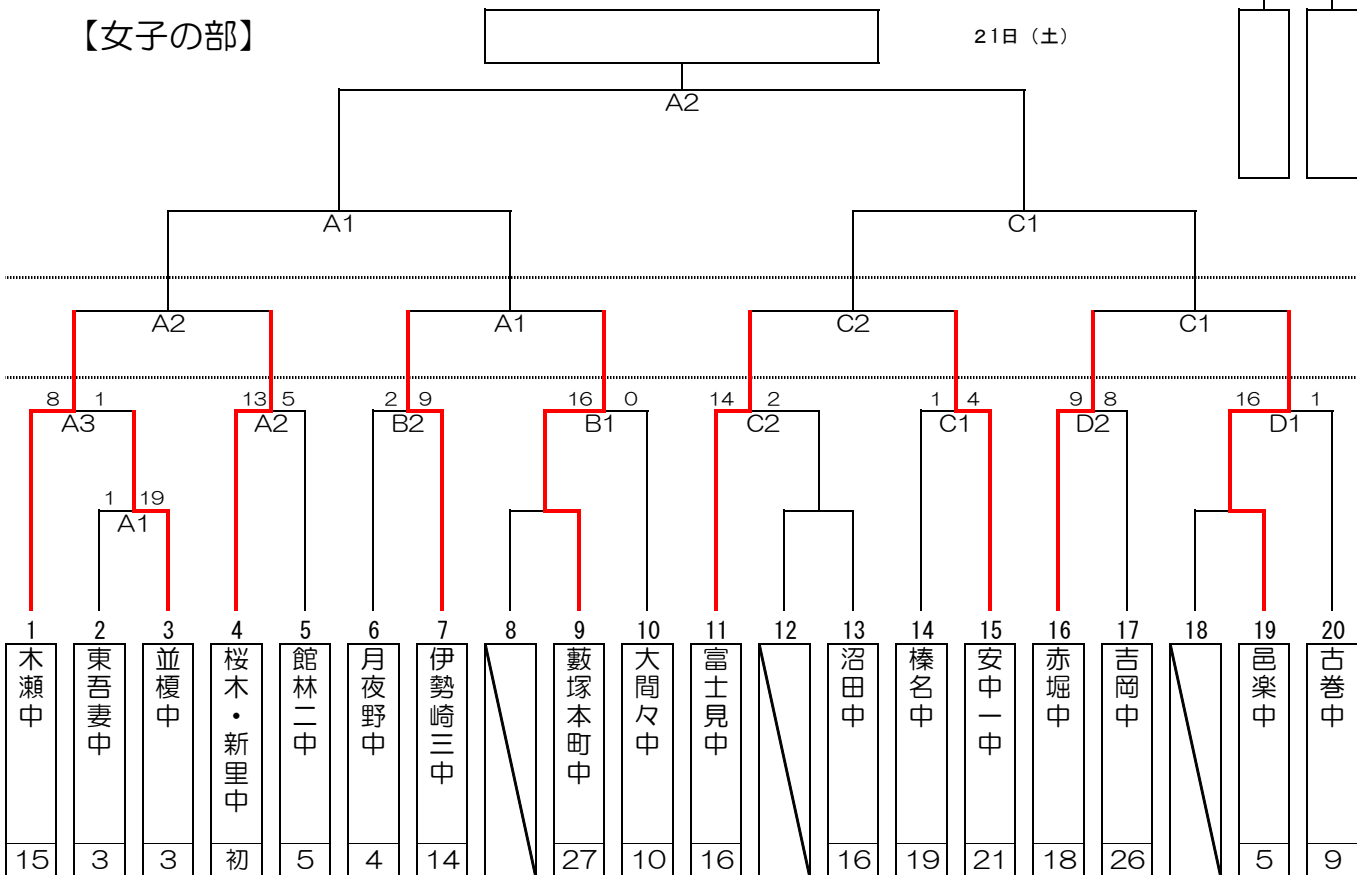 【女子の部】
21日（土）
A2
A1 C1
A2 A1 C2 C1
8 1 13 5 2 9 16 0 14 2 1 4 9 8 16 1
A3 A2 B2 B1 C2 C1 D2 D1
1 19
A1
1 2 3 4 5 6 7 8 9 10 11 12 13 14 15 16 17 18 19 20
木瀬中
東吾妻中
並榎中
桜木・新里中
館林二中
月夜野中
伊勢崎三中
藪塚本町中
大間々中
富士見中
沼田中
榛名中
安中一中
赤堀中
吉岡中
邑楽中
古巻中
15 3 3 初 5 4 14 27 10 16 16 19 21 18 26 5 9